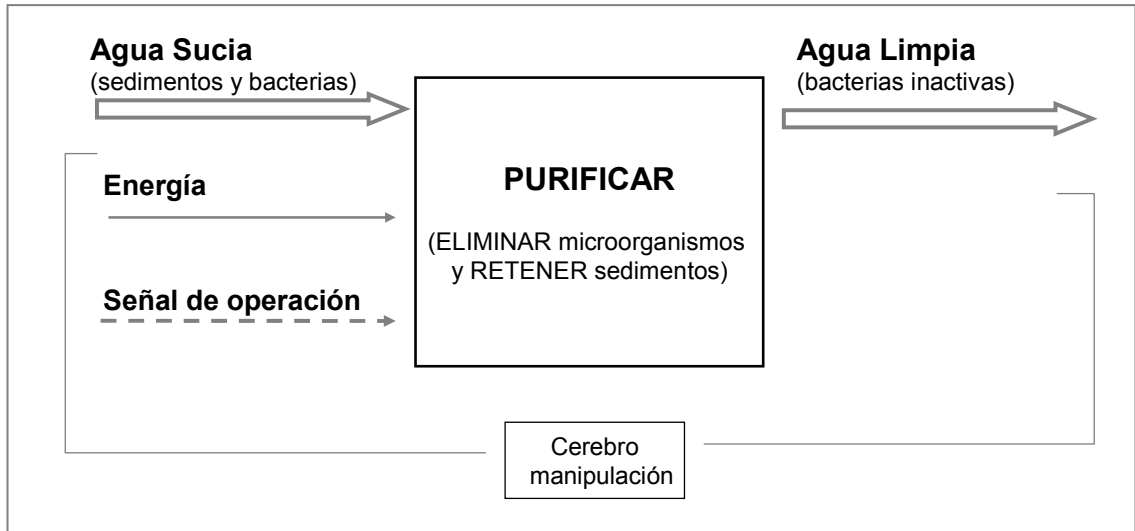 Agua Sucia
(sedimentos y bacterias)
Agua Limpia
(bacterias inactivas)
Energía
Señal de operación
PURIFICAR
(ELIMINAR microorganismos
y RETENER sedimentos)
Cerebro
manipulación